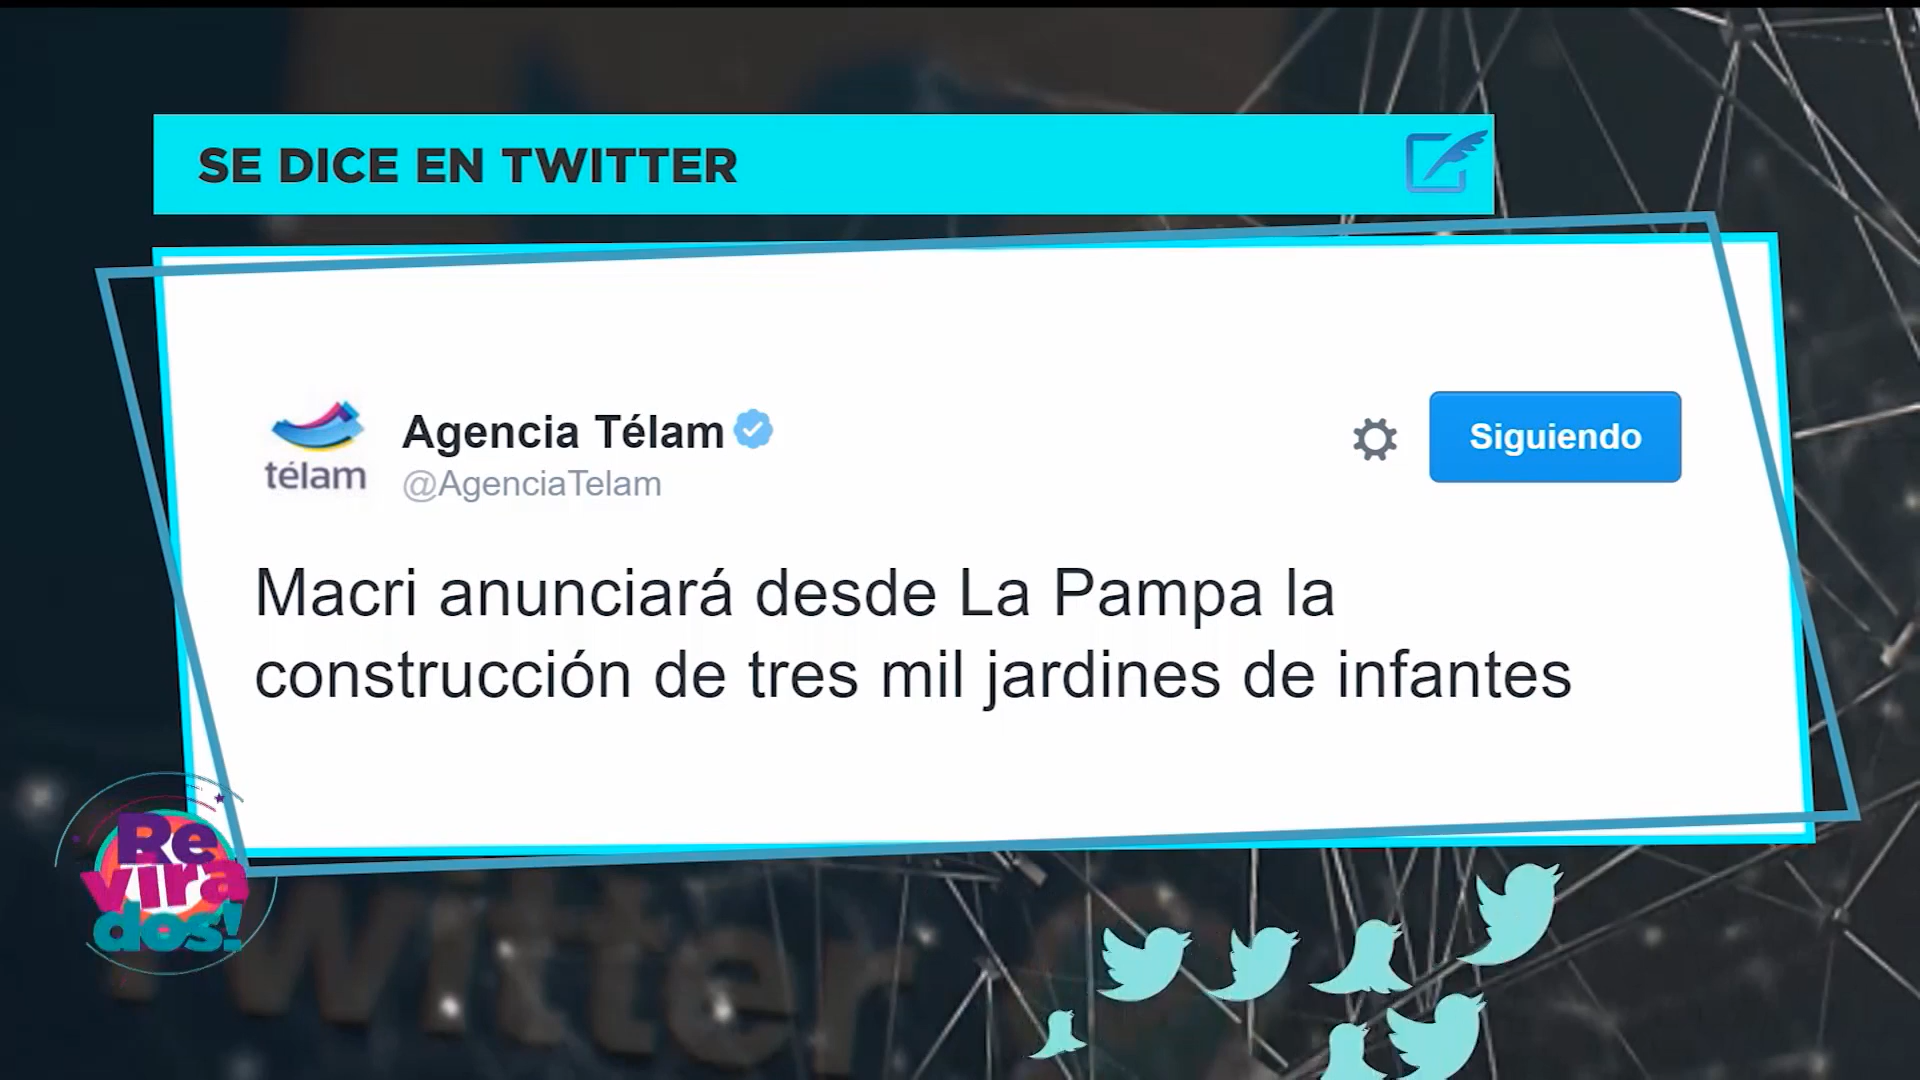 SE DICE EN TWITTER
télam
Agencia Télam
@AgenciaTelam
Siguiendo
Macri anunciará desde La Pampa la
construcción de tres mil jardines de infantes
Re
vira
dos!
Twitter